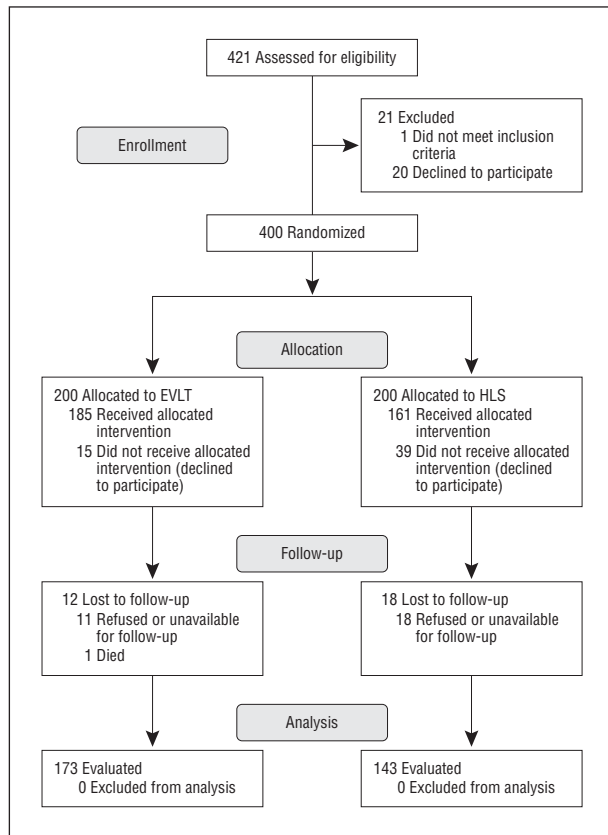 421 Assessed for eligibility
21 Excluded
1 Did not meet inclusion
criteria
20 Declined to participate
Enrollment
400 Randomized
Allocation
200 Allocated to EVLT
185 Received allocated
intervention
15 Did not receive allocated
intervention (declined
to participate)
200 Allocated to HLS
161 Received allocated
intervention
39 Did not receive allocated
intervention (declined
to participate)
Follow-up
12 Lost to follow-up
11 Refused or unavailable
for follow-up
1 Died
18 Lost to follow-up
18 Refused or unavailable
for follow-up
Analysis
173 Evaluated
0 Excluded from analysis
143 Evaluated
0 Excluded from analysis